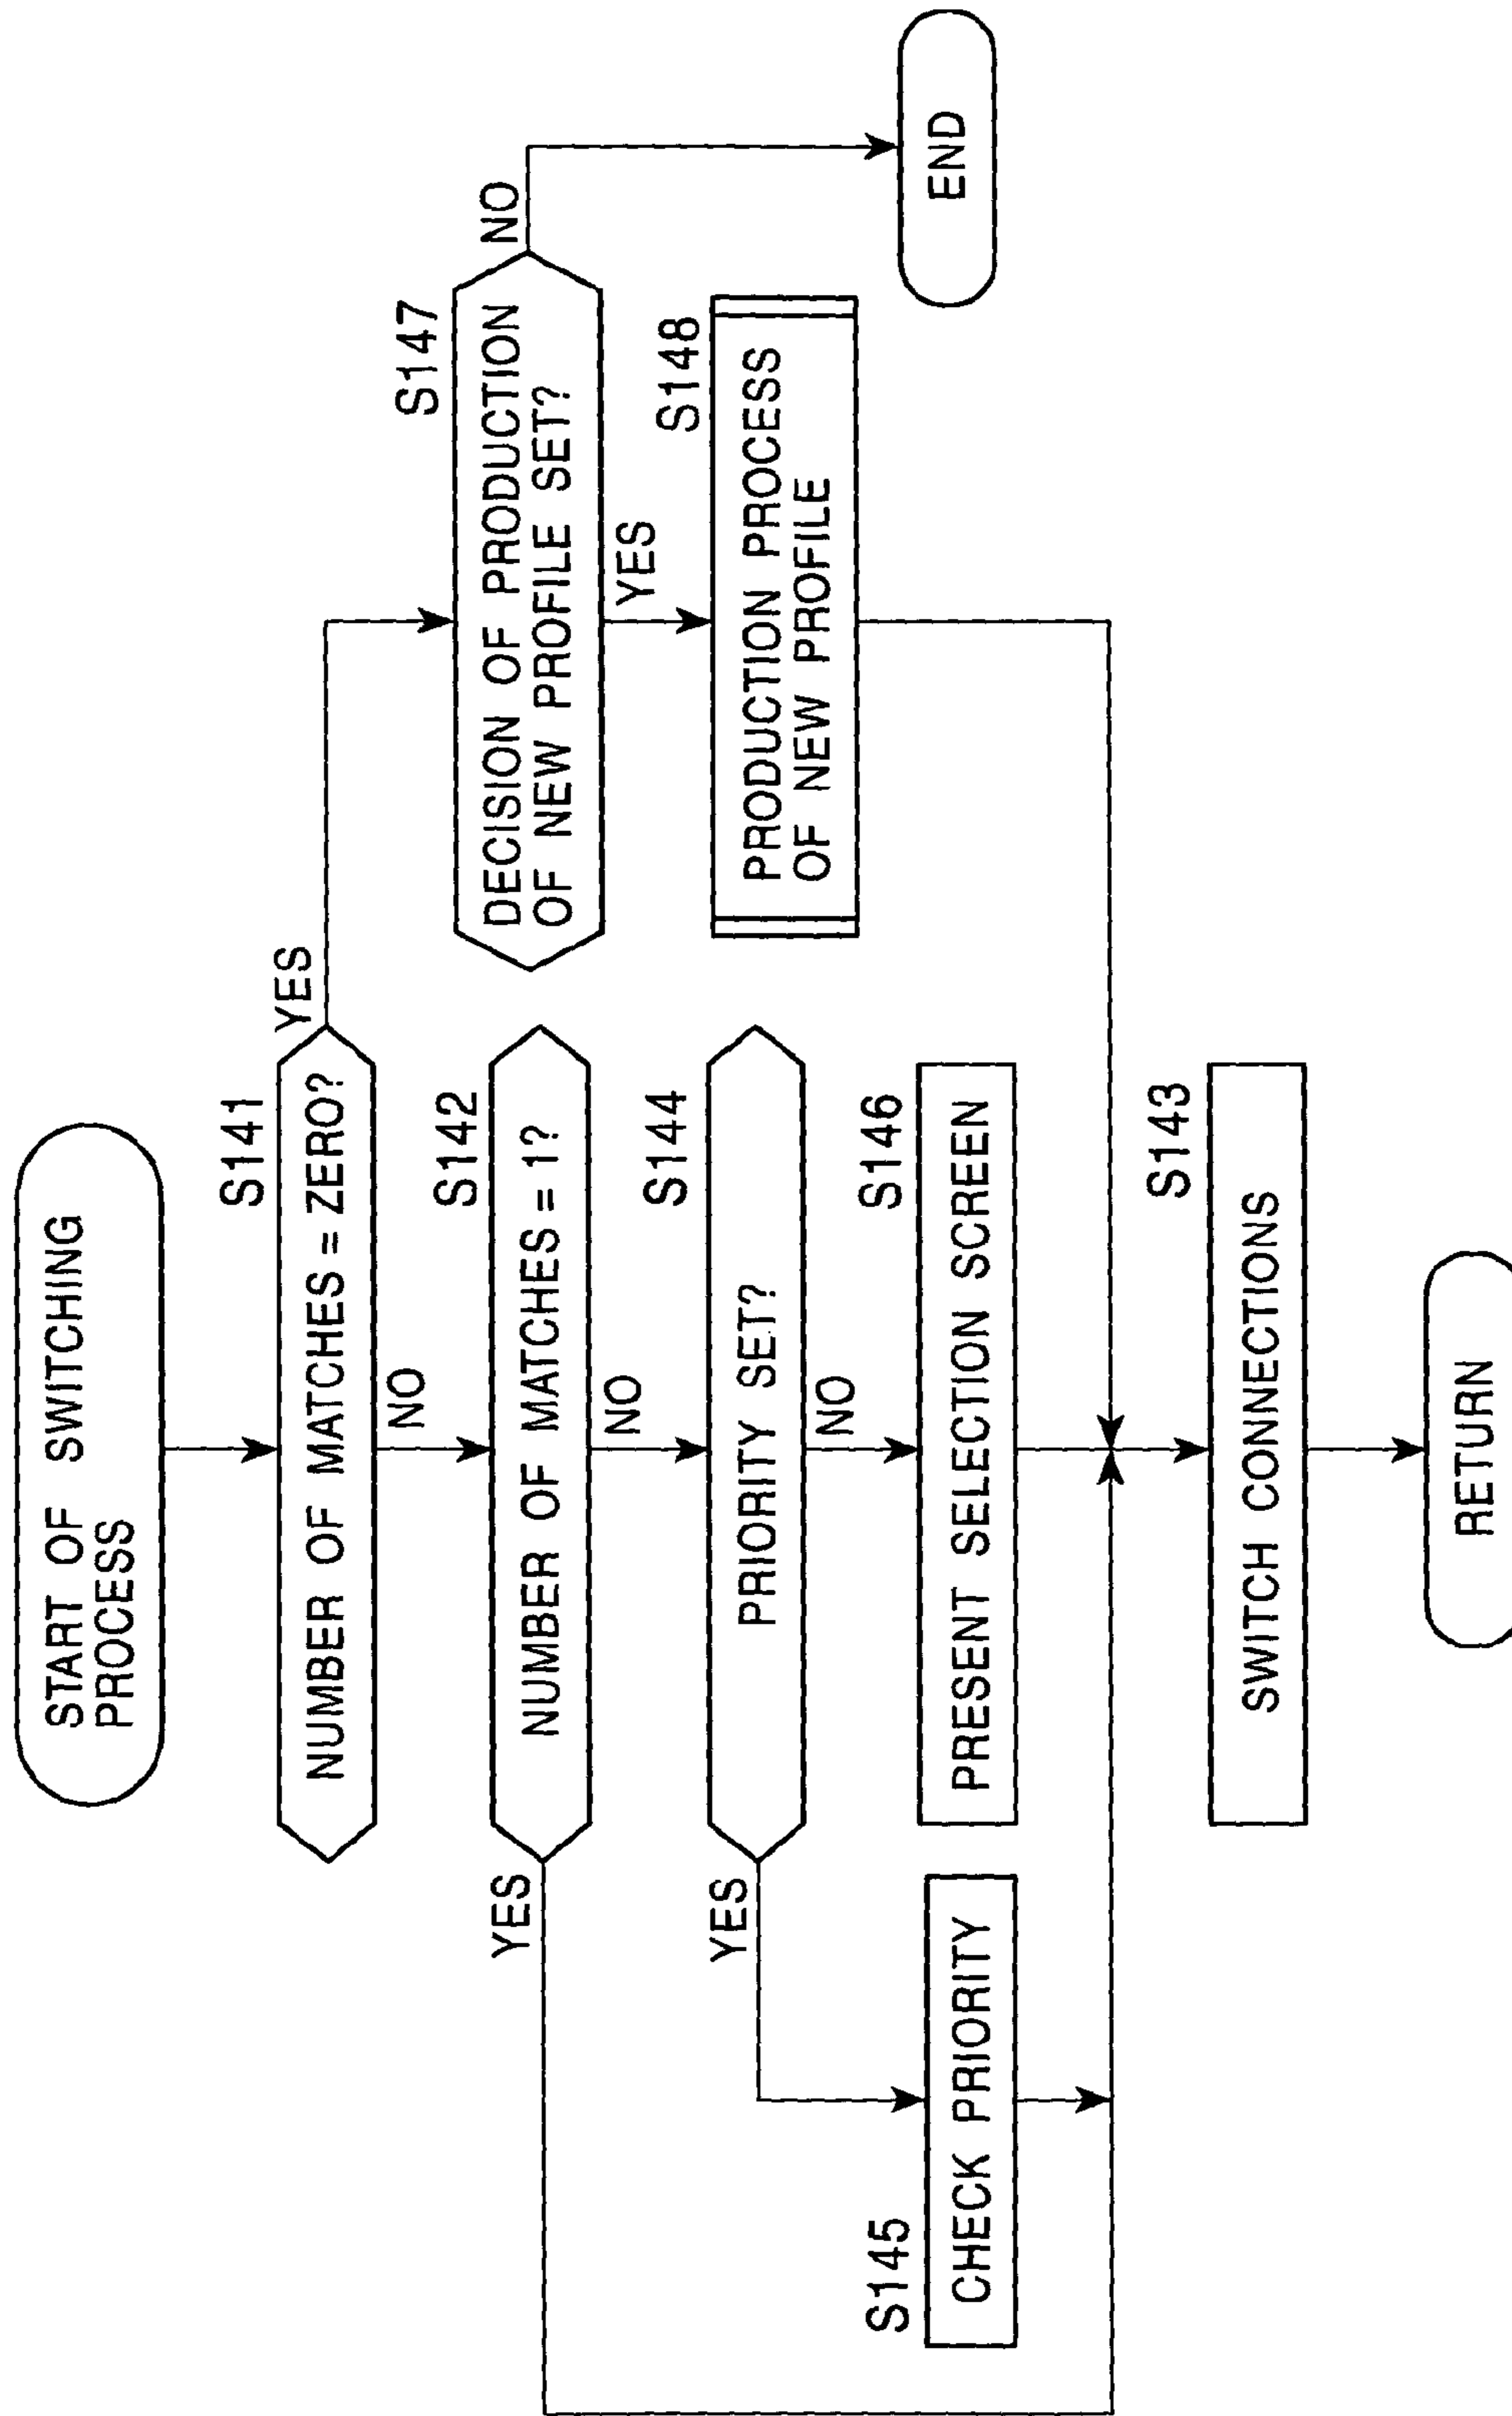 START OF SWITCHING
PROCESS
S141
NUMBER OF MATCHES = ZERO?
YES
NO
S142
NUMBER OF MATCHES = 1?
YES
NO
S144
PRIORITY SET?
YES
NO
S145
CHECK PRIORITY
S146
PRESENT SELECTION SCREEN
S147
DECISION OF PRODUCTION
OF NEW PROFILE SET?
NO
YES
S148
PRODUCTION PROCESS
OF NEW PROFILE
END
S143
SWITCH CONNECTIONS
RETURN